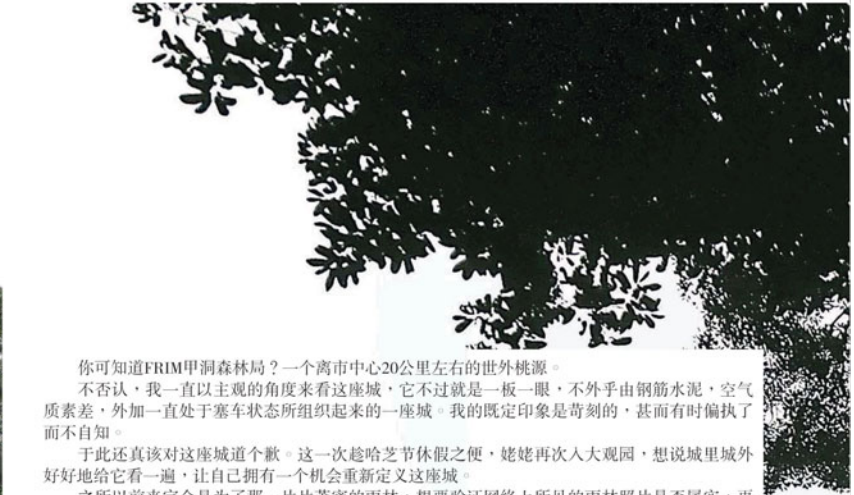 你可知道FRIM甲洞森林局？一个离市中心20公里左右的世外桃源。
不否认，我一直以主观的角度来看这座城，它不过就是一板一眼，不外乎由钢筋水泥，空气
质素差，外加一直处于塞车状态所组织起来的一座城。我的既定印象是苛刻的，甚而有时偏执了
而不自知。
于此还真该对这座城道个歉。这一次趁哈芝节休假之便，姥姥再次入大观园，想说城里城外
好好地给它看一遍，让自己拥有一个机会重新定义这座城。